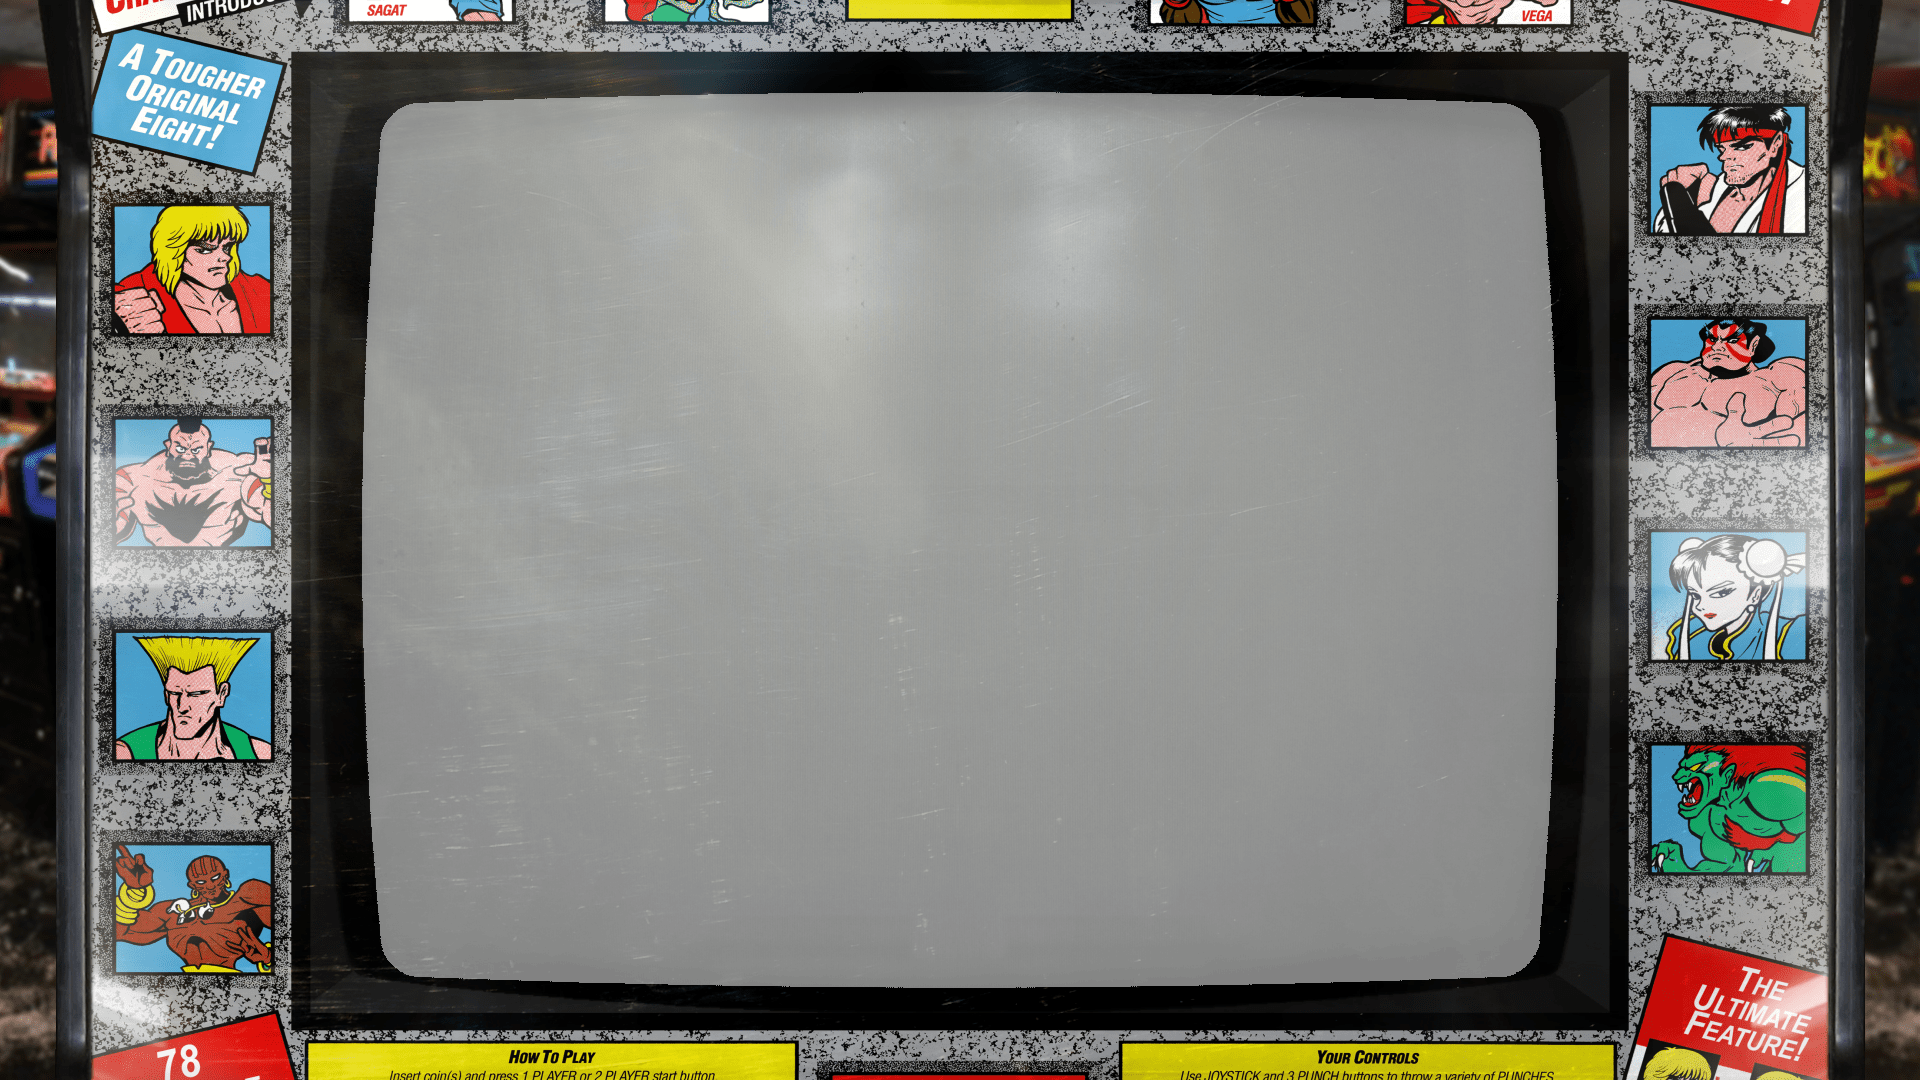 INTRODU
SAGAT
VEGA
A TOUGHER
ORIGINAL
EIGHT!
THE
ULTIMATE
FEATURE!
78
HOW TO PLAY
Insert coin(s) and press 1 PLAYER or 2 PLAYER start button.
YOUR CONTROLS
Use JOYSTICK and 3 PUNCH buttons to throw a variety of PUNCHES